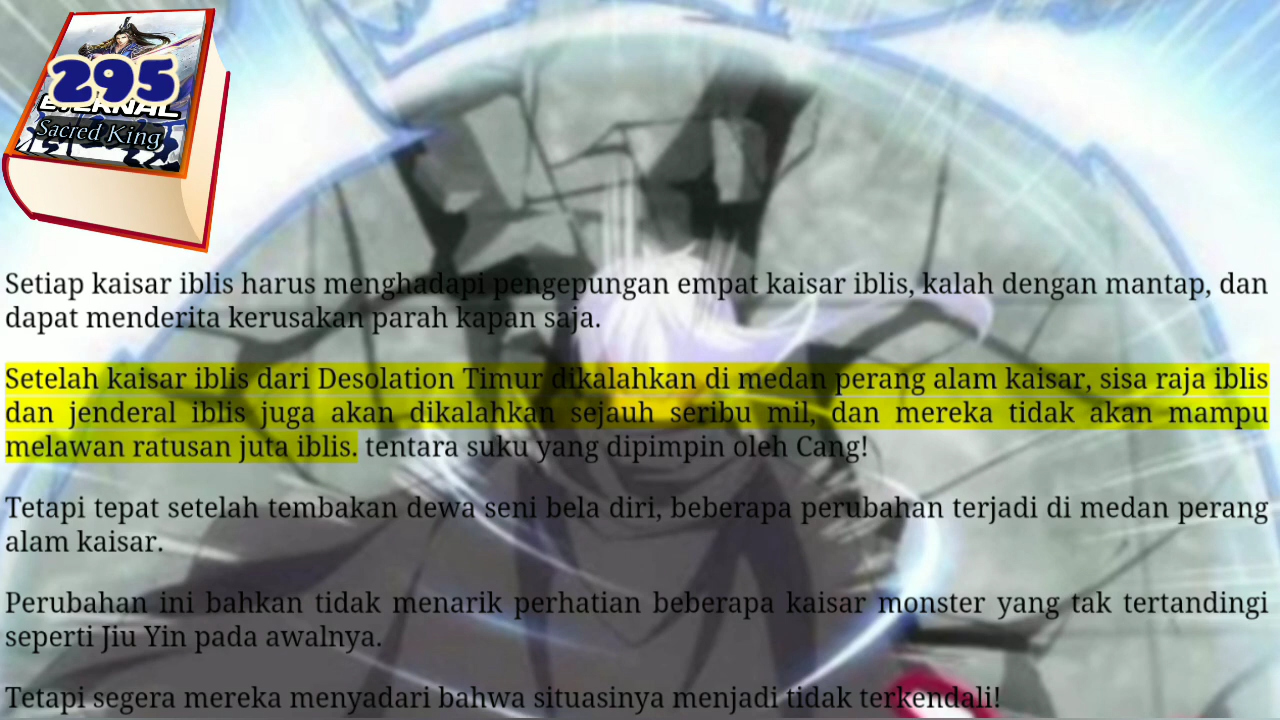 295
ETERNAL
Sacred King
Setiap kaisar iblis harus menghadapi pengepungan empat kaisar iblis, kalah dengan mantap, dan
dapat menderita kerusakan parah kapan saja.
Setelah kaisar iblis dari Desolation Timur dikalahkan di medan perang alam kaisar, sisa raja iblis
dan jenderal iblis juga akan dikalahkan sejauh seribu mil, dan mereka tidak akan mampu
melawan ratusan juta iblis. tentara suku yang dipimpin oleh Cang!
Tetapi tepat setelah tembakan dewa seni bela diri, beberapa perubahan terjadi di medan perang
alam kaisar.
Perubahan ini bahkan tidak menarik perhatian beberapa kaisar monster yang tak tertandingi
seperti Jiu Yin pada awalnya.
Tetapi segera mereka menyadari bahwa situasinya menjadi tidak terkendali!